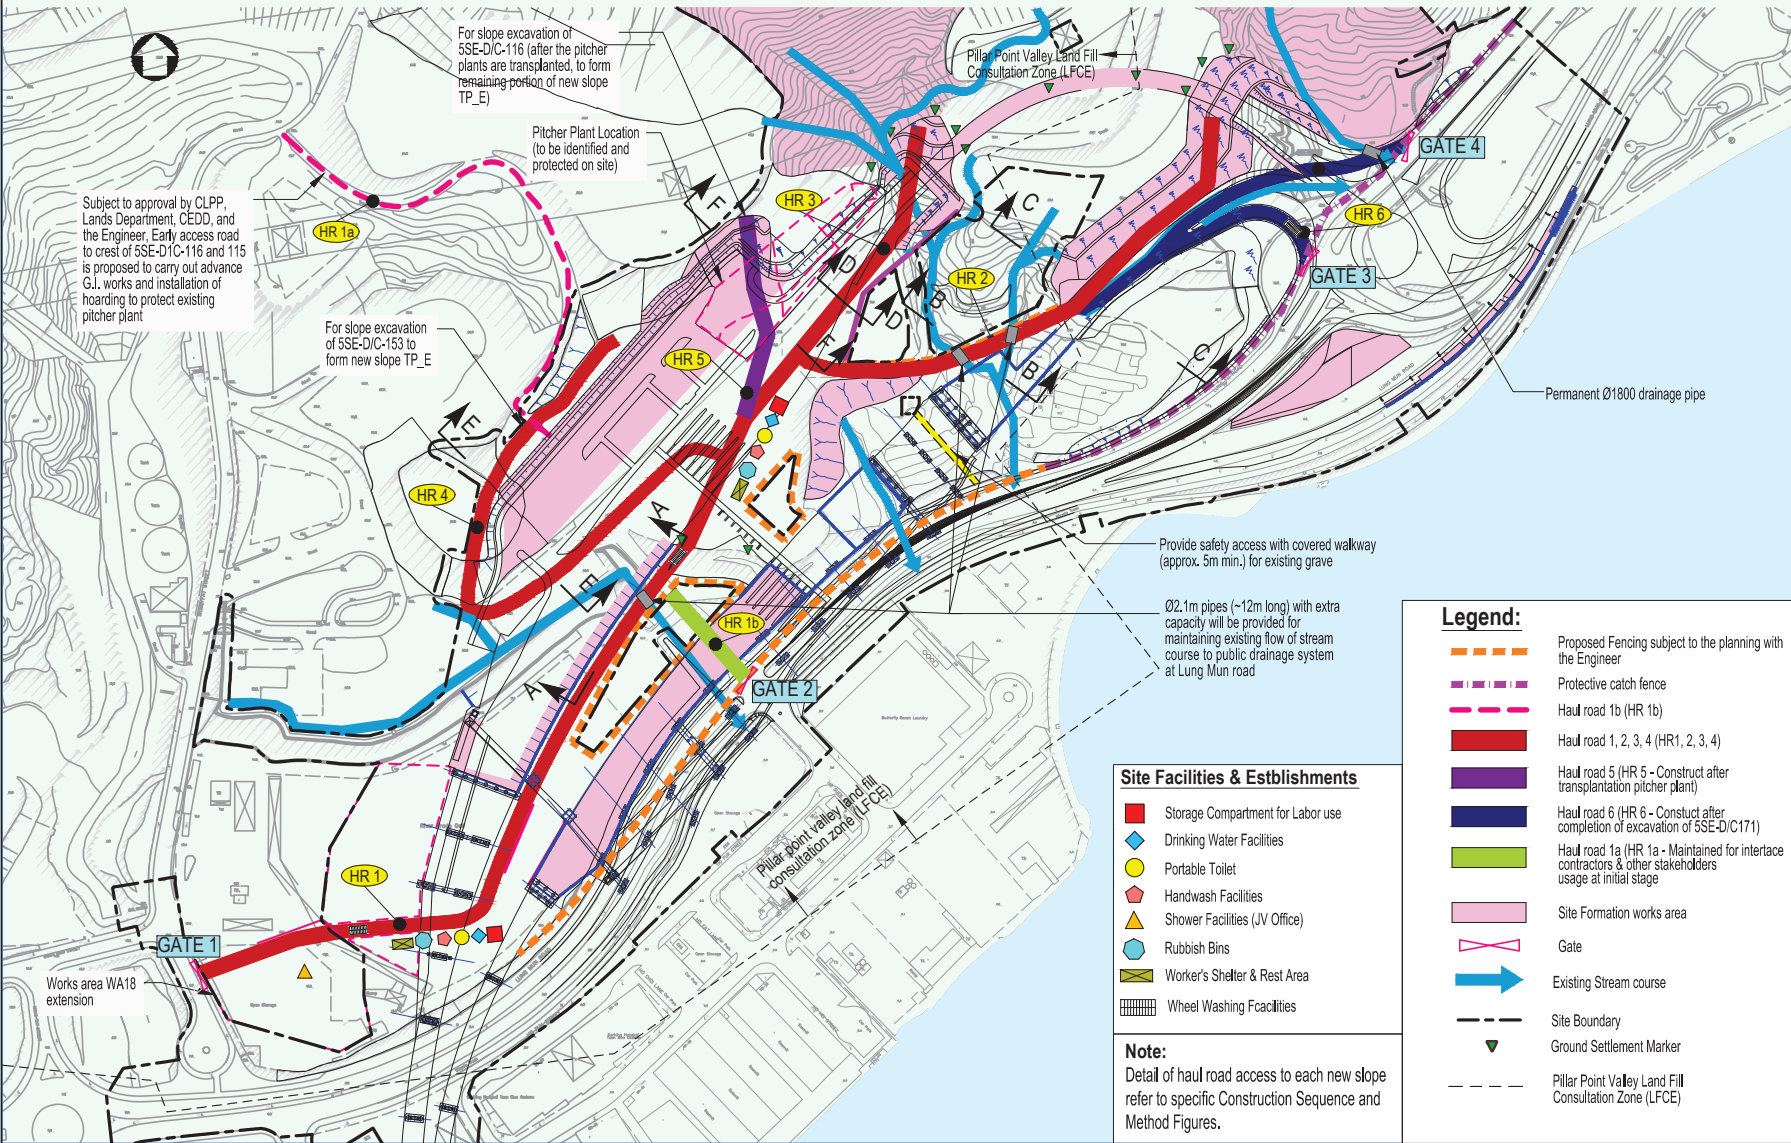 For slope excavation of
5SE-D/C-116 (after the pitcher
plants are transplanted, to form
remaining portion of new slope
TP_E)
Pillar Point Valley Land Fill
Consultation Zone (LFCE)
Pitcher Plant Location
(to be identified and
protected on site)
GATE 4
Subject to approval by CLPP,
Lands Department, CEDD, and
the Engineer, Early access road
to crest of 5SE-D1C-116 and 115
is proposed to carry out advance
G.I. works and installation of
hoarding to protect existing
pitcher plant
HR 1a
HR 3
HR 6
F
C
D
HR 2
GATE 3
B
D
For slope excavation
of 5SE-D/C-153 to
form new slope TP_E
HR 5
F
C
B
LUNG MUN ROAD
Permanent Ø1800 drainage pipe
E
HR 4
A
Provide safety access with covered walkway
(approx. 5m min.) for existing grave
E
Ø2.1m pipes (~12m long) with extra
capacity will be provided for
maintaining existing flow of stream
course to public drainage system
at Lung Mun road
HR 1b
A
GATE 2
Butterfly Beach Laundry
Pillar point valley land fill
consultation zone (LFCE)
HR 1
GATE 1
Works area WA18
extension
Open Storage
LUNG MUN ROAD
Site Facilities & Estblishments
Storage Compartment for Labor use
Drinking Water Facilities
Portable Toilet
Handwash Facilities
Shower Facilities (JV Office)
Rubbish Bins
Worker's Shelter & Rest Area
Wheel Washing Fcacilities
Note:
Detail of haul road access to each new slope
refer to specific Construction Sequence and
Method Figures.
Legend:
Proposed Fencing subject to the planning with
the Engineer
Protective catch fence
Haul road 1b (HR 1b)
Haul road 1, 2, 3, 4 (HR1, 2, 3, 4)
Haul road 5 (HR 5 - Construct after
transplantation pitcher plant)
Haul road 6 (HR 6 - Constuct after
completion of excavation of 5SE-D/C171)
Haul road 1a (HR 1a - Maintained for intertace
contractors & other stakeholders
usage at initial stage
Site Formation works area
Gate
Existing Stream course
Site Boundary
Ground Settlement Marker
Pillar Point Valley Land Fill
Consultation Zone (LFCE)